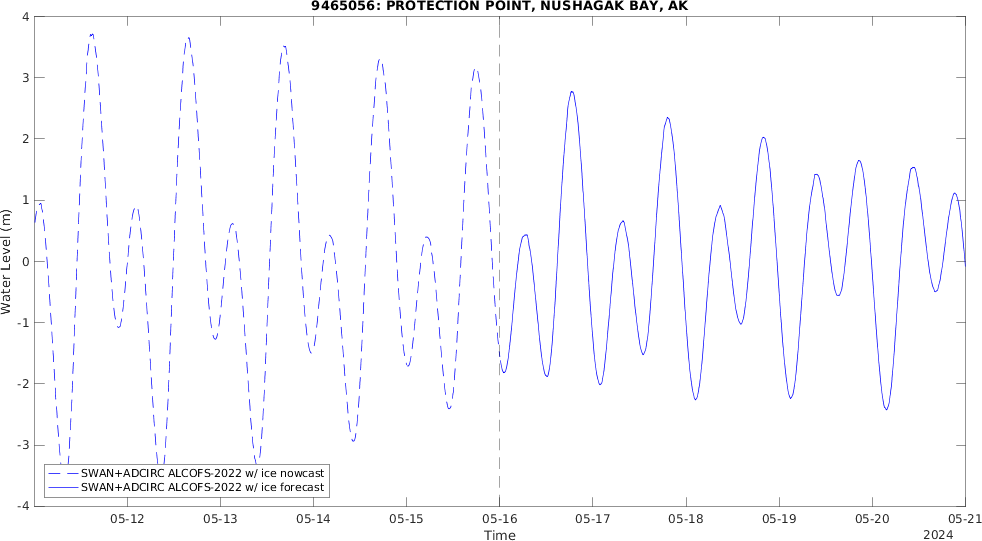 9465056: PROTECTION POINT, NUSHAGAK BAY, AK
4
3
2
1
0
-1
-2
-3
-4
Water Level (m)
SWAN+ADCIRC ALCOFS-2022 w/ ice nowcast
SWAN+ADCIRC ALCOFS-2022 w/ ice forecast
05-12 05-13 05-14 05-15 05-16 05-17 05-18 05-19 05-20 05-21
Time
2024